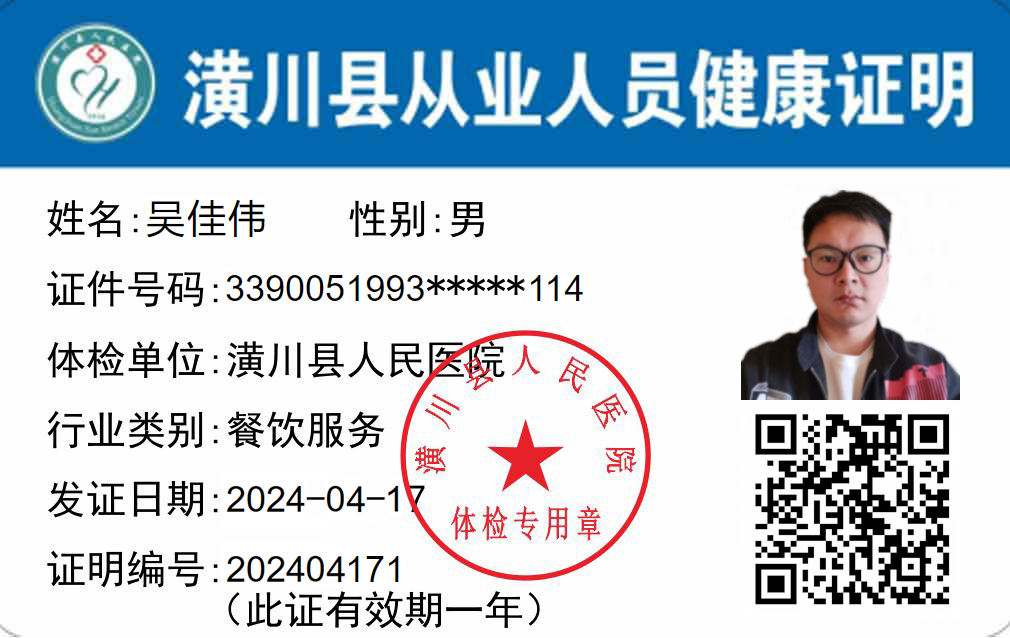 潢川县从业人员健康证明
姓名:吴佳伟 性别:男
证件号码:3390051993*****114
体检单位:潢川县人民医院
行业类别:餐饮服务
发证日期:2024-04-17
证明编号:202404171
（此证有效期一年）
潢川县人民医院
体检专用章